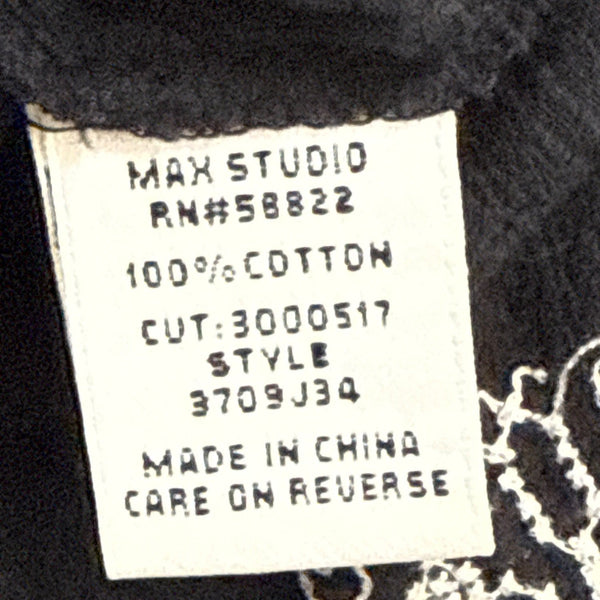 MAX STUDIO
RN#58822
100% COTTON
CUT: 3000517
STYLE
3709J34
MADE IN CHINA
CARE ON REVERSE